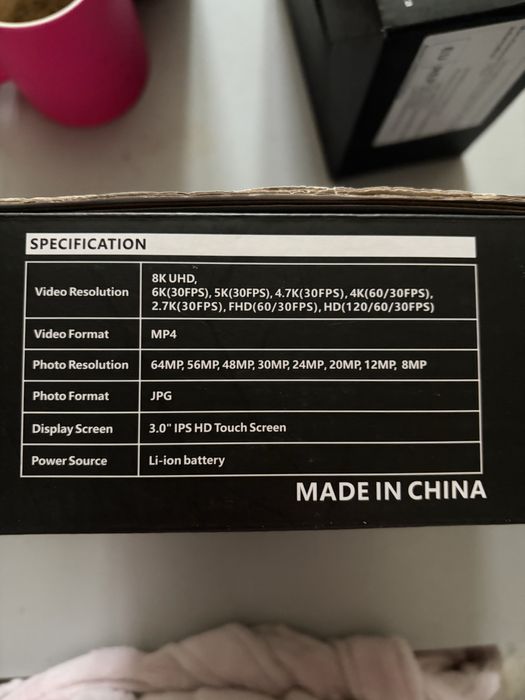 SPECIFICATION
Video Resolution
8K UHD,
6K(30FPS), 5K(30FPS), 4.7K(30FPS), 4K(60/30FPS),
2.7K(30FPS), FHD(60/30FPS), HD(120/60/30FPS)
Video Format
MP4
Photo Resolution
64MP, 56MP, 48MP, 30MP, 24MP, 20MP, 12MP, 8MP
Photo Format
JPG
Display Screen
3.0" IPS HD Touch Screen
Power Source
Li-ion battery
MADE IN CHINA